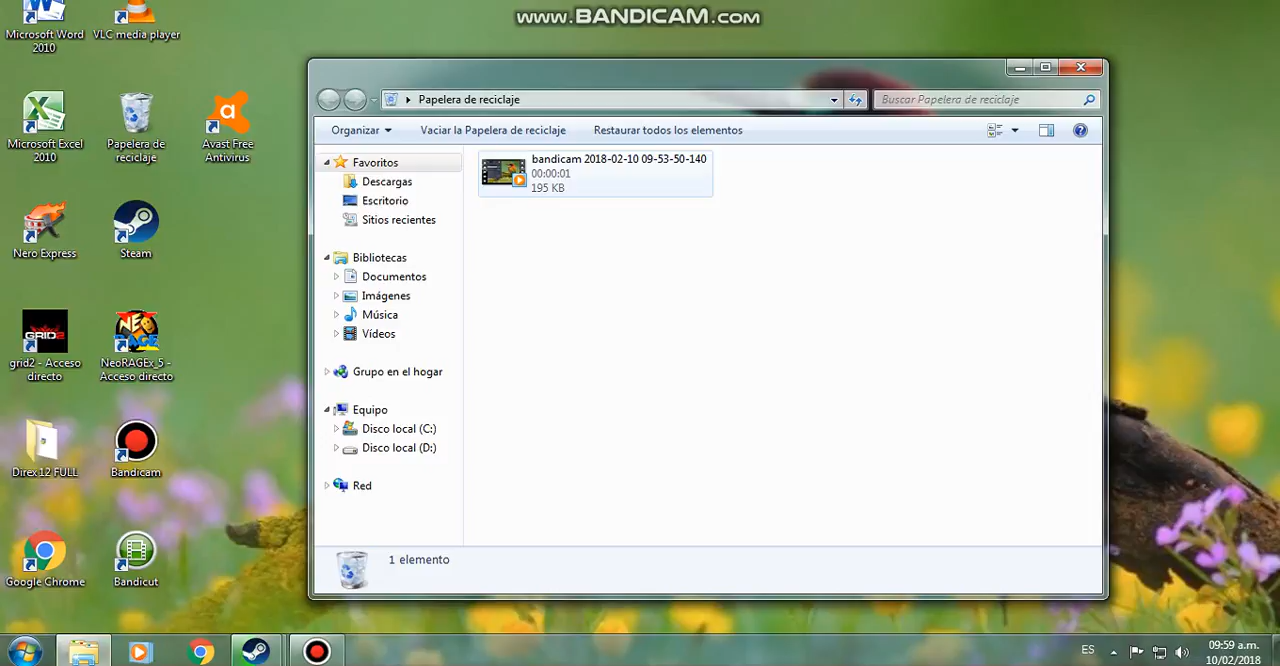 www.BANDICAM.com
Microsoft Word
2010
VLC media player
Microsoft Excel
2010
Papelera de
reciclaje
Avast Free
Antivirus
Nero Express
Steam
GRID2
grid2 - Acceso
directo
NEO
RAGE
NeoRAGEx_5 -
Acceso directo
Direx12 FULL
Bandicam
Google Chrome
Bandicut
Papelera de reciclaje
Buscar Papelera de reciclaje
Organizar
Vaciar la Papelera de reciclaje
Restaurar todos los elementos
Favoritos
Descargas
Escritorio
Sitios recientes
Bibliotecas
Documentos
Imágenes
Música
Vídeos
Grupo en el hogar
Equipo
Disco local (C:)
Disco local (D:)
Red
bandicam 2018-02-10 09-53-50-140
00:00:01
195 KB
1 elemento
ES
09:59 a.m.
10/02/2018